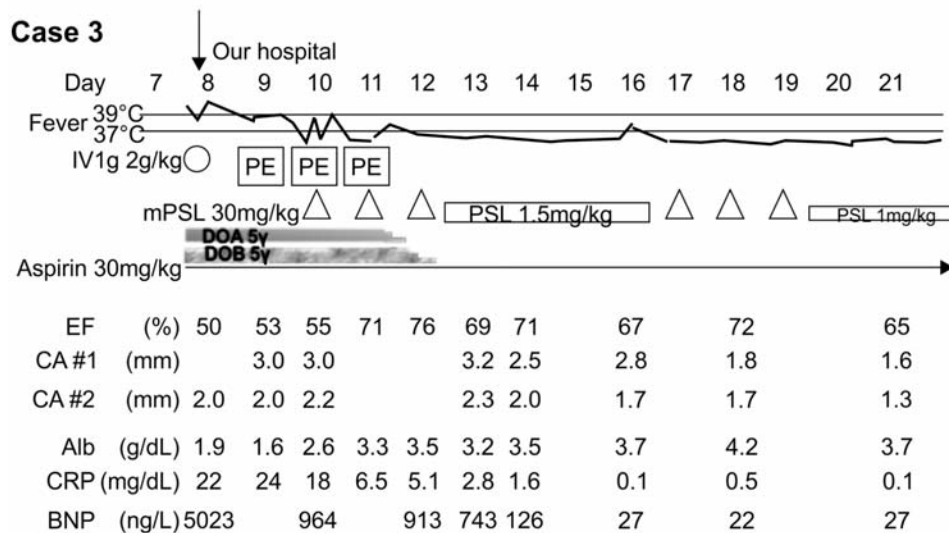 Case 3
Our hospital
Day 7 8 9 10 11 12 13 14 15 16 17 18 19 20 21
39°C
Fever
37°C
IV1g 2g/kg PE PE PE
mPSL 30mg/kg PSL 1.5mg/kg PSL 1mg/kg
DOA 5γ
DOB 5γ
Aspirin 30mg/kg
EF (%) 50 53 55 71 76 69 71 67 72 65
CA #1 (mm) 3.0 3.0 3.2 2.5 2.8 1.8 1.6
CA #2 (mm) 2.0 2.0 2.2 2.3 2.0 1.7 1.7 1.3
Alb (g/dL) 1.9 1.6 2.6 3.3 3.5 3.2 3.5 3.7 4.2 3.7
CRP (mg/dL) 22 24 18 6.5 5.1 2.8 1.6 0.1 0.5 0.1
BNP (ng/L) 5023 964 913 743 126 27 22 27